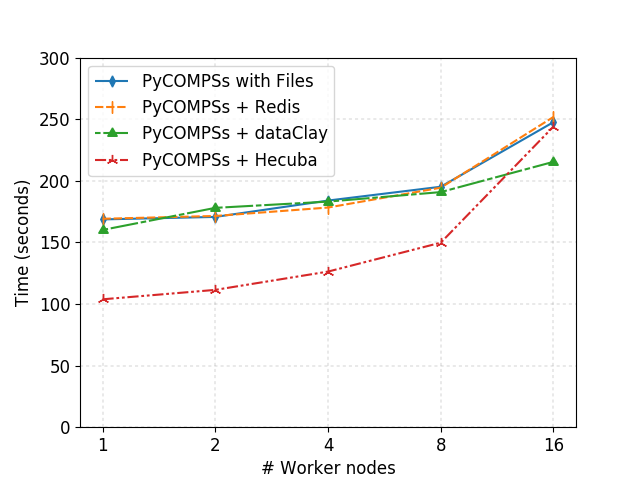 300
250
200
150
100
50
0
Time (seconds)
PyCOMPSs with Files
PyCOMPSs + Redis
PyCOMPSs + dataClay
PyCOMPSs + Hecuba
1 2 4 8 16
# Worker nodes